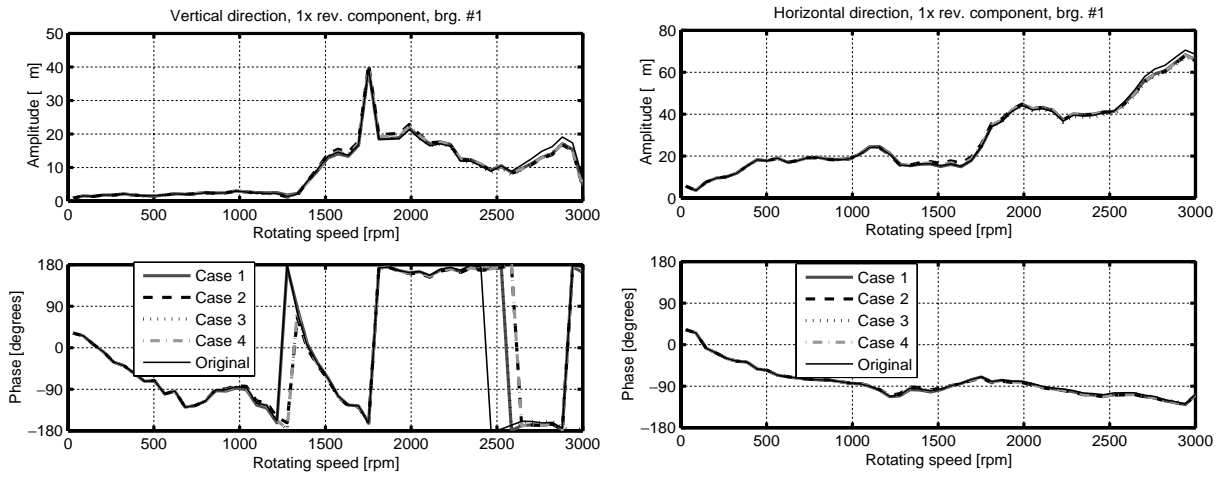 Vertical direction, 1x rev. component, brg. #1
Amplitude [ m]
50
40
30
20
10
0
0 500 1000 1500 2000 2500 3000
Rotating speed [rpm]
Phase [degrees]
180
90
0
−90
−180
Case 1
Case 2
Case 3
Case 4
Original
0 500 1000 1500 2000 2500 3000
Rotating speed [rpm]
Horizontal direction, 1x rev. component, brg. #1
Amplitude [ m]
80
60
40
20
0
0 500 1000 1500 2000 2500 3000
Rotating speed [rpm]
Phase [degrees]
180
90
0
−90
−180
Case 1
Case 2
Case 3
Case 4
Original
0 500 1000 1500 2000 2500 3000
Rotating speed [rpm]